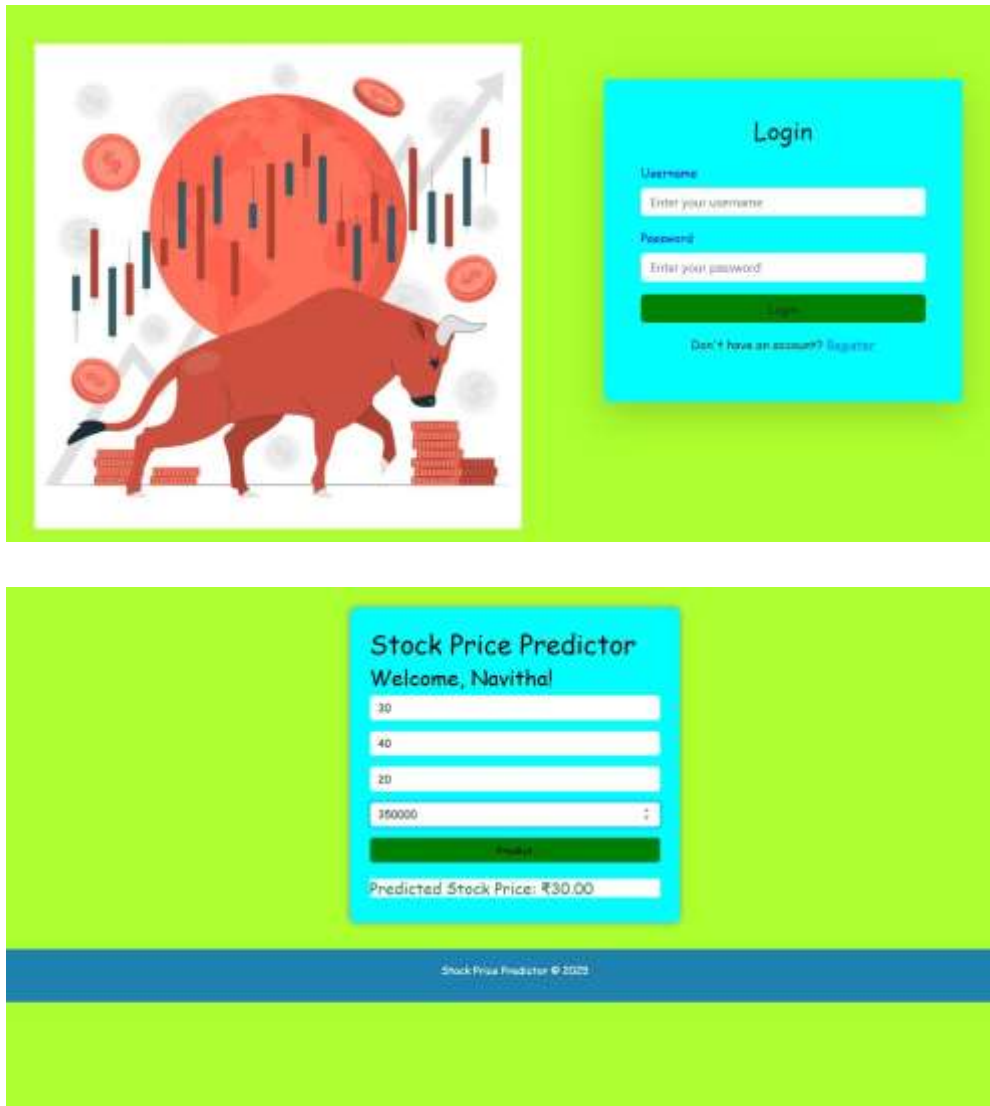 Login
Username
Enter your username
Password
Enter your password
Login
Don't have an account? Register
Stock Price Predictor
Welcome, Navitha!
30
40
20
350000
Predict
Predicted Stock Price: ₹30.00
Stock Price Predictor © 2025